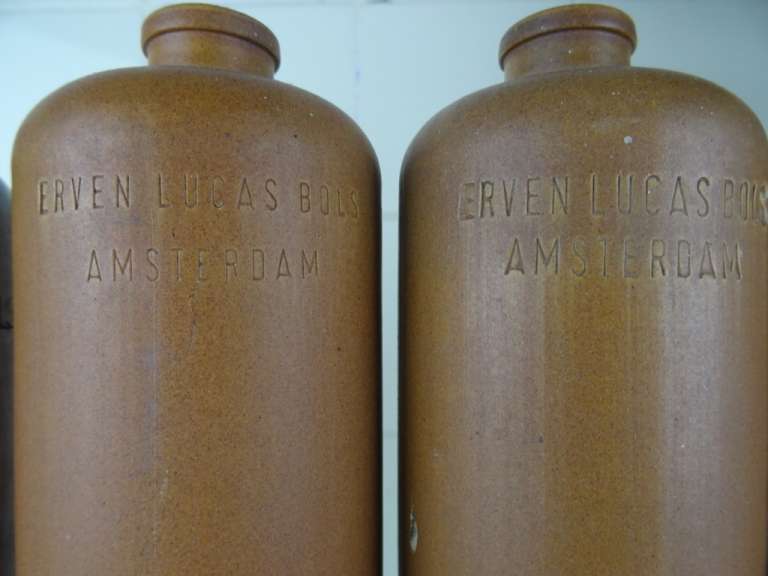 ERVEN LUCAS BOLS
AMSTERDAM
ERVEN LUCAS BOLS
AMSTERDAM